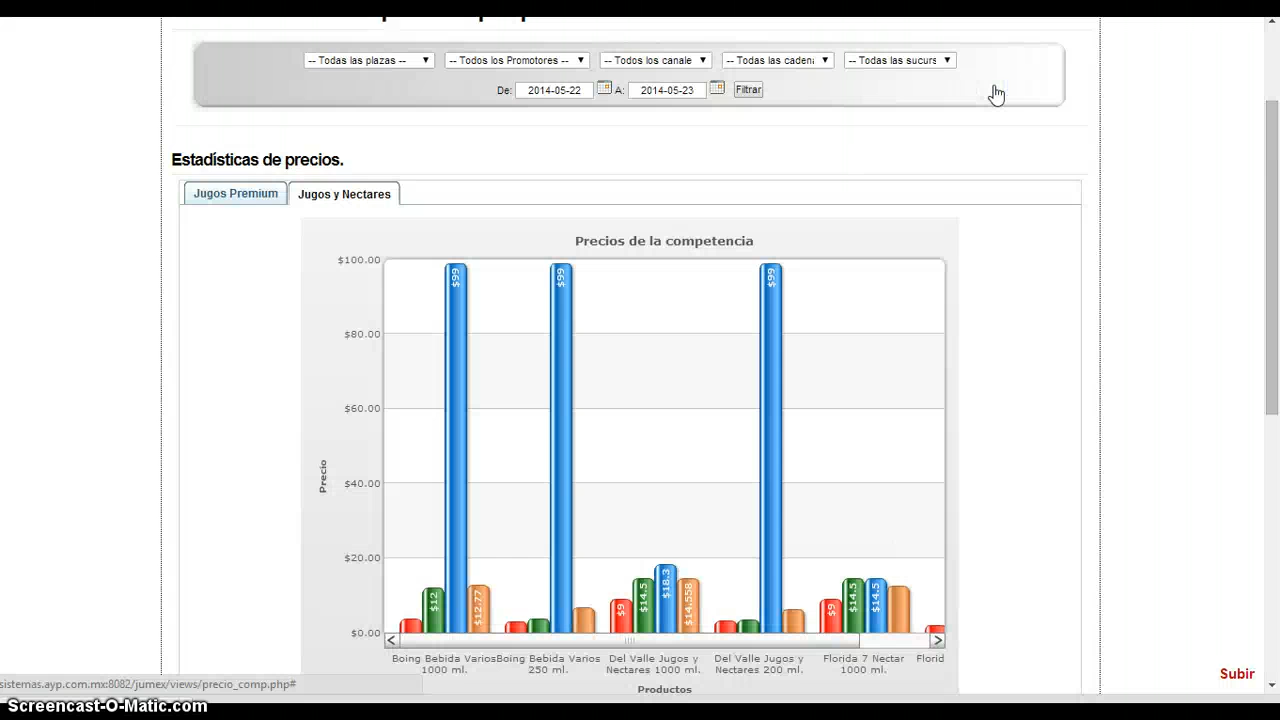 -- Todas las plazas -- -- Todos los Promotores -- -- Todos los canale -- Todas las caden -- Todas las sucurs
De: 2014-05-22 A: 2014-05-23 Filtrar
Estadísticas de precios.
Jugos Premium Jugos y Nectares
Precios de la competencia
$100.00
$80.00
$60.00
$40.00
$20.00
$0.00
Precio
$12 $99 $12.77 $99 $9 $14.5 $18.3 $14.558 $99 $9 $14.5 $14.5
Boing Bebida Varios 1000 ml.
Boing Bebida Varios 250 ml.
Del Valle Jugos y Nectares 1000 ml.
Del Valle Jugos y Nectares 200 ml.
Florida 7 Nectar 1000 ml.
Florid
Productos
Subir
sistemas.ayp.com.mx:8082/jumex/views/precio_comp.php#
Screencast-O-Matic.com